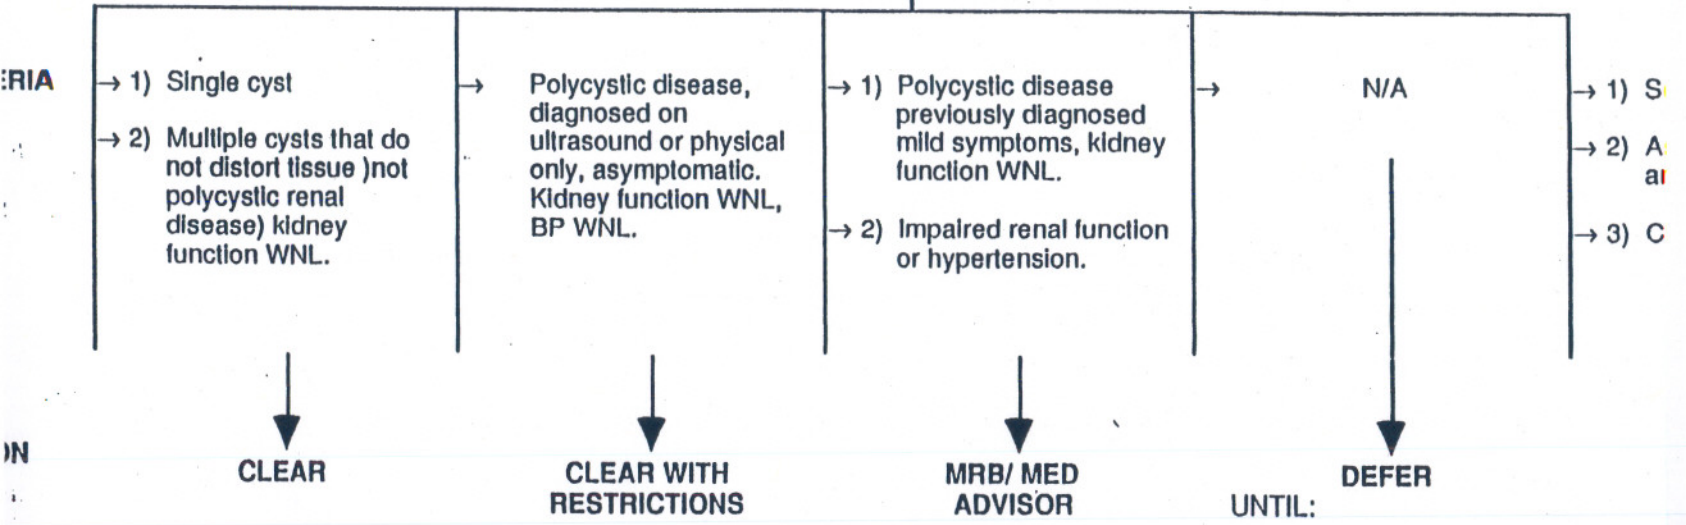 ERIA
→ 1) Single cyst
→ 2) Multiple cysts that do
not distort tissue )not
polycystic renal
disease) kidney
function WNL.
→ Polycystic disease,
diagnosed on
ultrasound or physical
only, asymptomatic.
Kidney function WNL,
BP WNL.
→ 1) Polycystic disease
previously diagnosed
mild symptoms, kidney
function WNL.
→ 2) Impaired renal function
or hypertension.
→ N/A
→ 1) S
→ 2) A
→ 3) C
ON
CLEAR
CLEAR WITH
RESTRICTIONS
MRB/ MED
ADVISOR
DEFER
UNTIL: